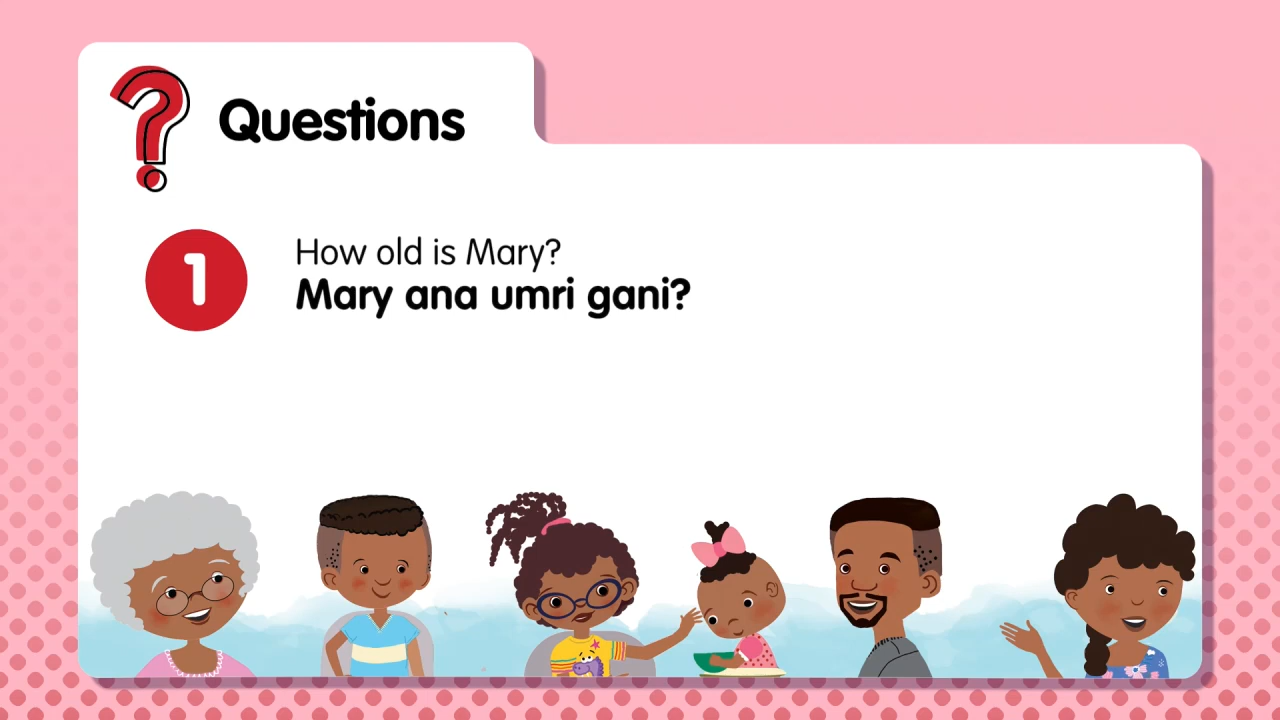 ?
Questions
1
How old is Mary?
Mary ana umri gani?